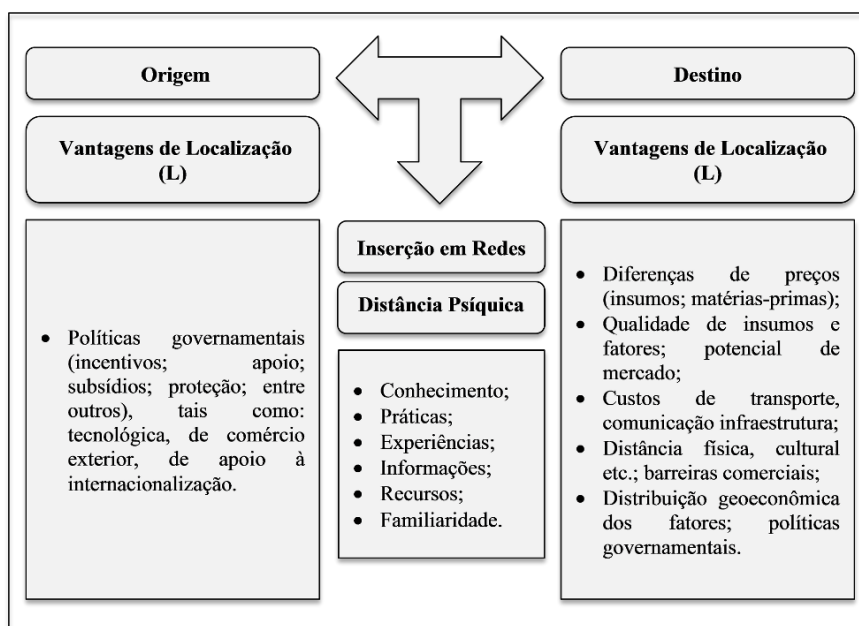 Origem
Vantagens de Localização
(L)
• Políticas governamentais
(incentivos; apoio;
subsídios; proteção; entre
outros), tais como:
tecnológica, de comércio
exterior, de apoio à
internacionalização.
Inserção em Redes
Distância Psíquica
• Conhecimento;
• Práticas;
• Experiências;
• Informações;
• Recursos;
• Familiaridade.
Destino
Vantagens de Localização
(L)
• Diferenças de preços
(insumos; matérias-primas);
• Qualidade de insumos e
fatores; potencial de
mercado;
• Custos de transporte,
comunicação infraestrutura;
• Distância física, cultural
etc.; barreiras comerciais;
• Distribuição geoeconômica
dos fatores; políticas
governamentais.